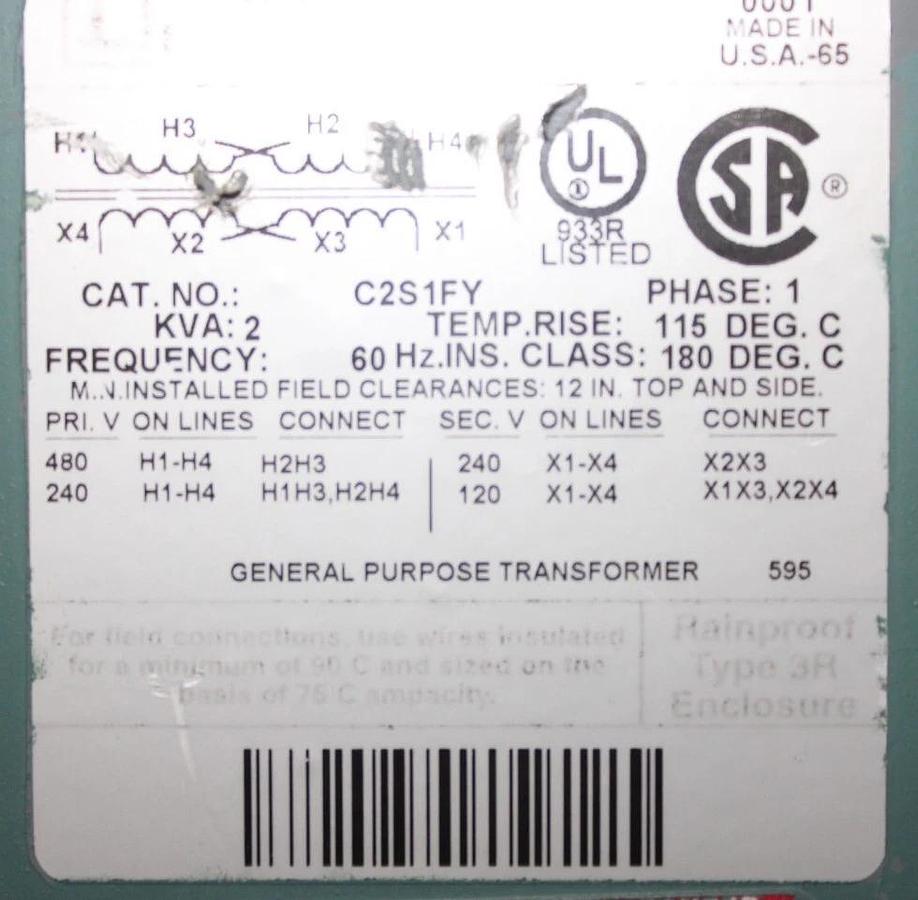 MADE IN
U.S.A.-65
H1 H3 H2 H4
X4 X2 X3 X1
UL
933R
LISTED
SA ®
CAT. NO.: C2S1FY PHASE: 1
KVA: 2 TEMP.RISE: 115 DEG. C
FREQUENCY: 60 Hz.INS. CLASS: 180 DEG. C
INSTALLED FIELD CLEARANCES: 12 IN. TOP AND SIDE.
PRI. V ON LINES CONNECT SEC. V ON LINES CONNECT
480 H1-H4 H2H3 240 X1-X4 X2X3
240 H1-H4 H1H3,H2H4 120 X1-X4 X1X3,X2X4
GENERAL PURPOSE TRANSFORMER 595
For field connections, use wires insulated
for a minimum of 90 C and sized on the
basis of 75 C ampacity.
Rainproof
Type 3R
Enclosure